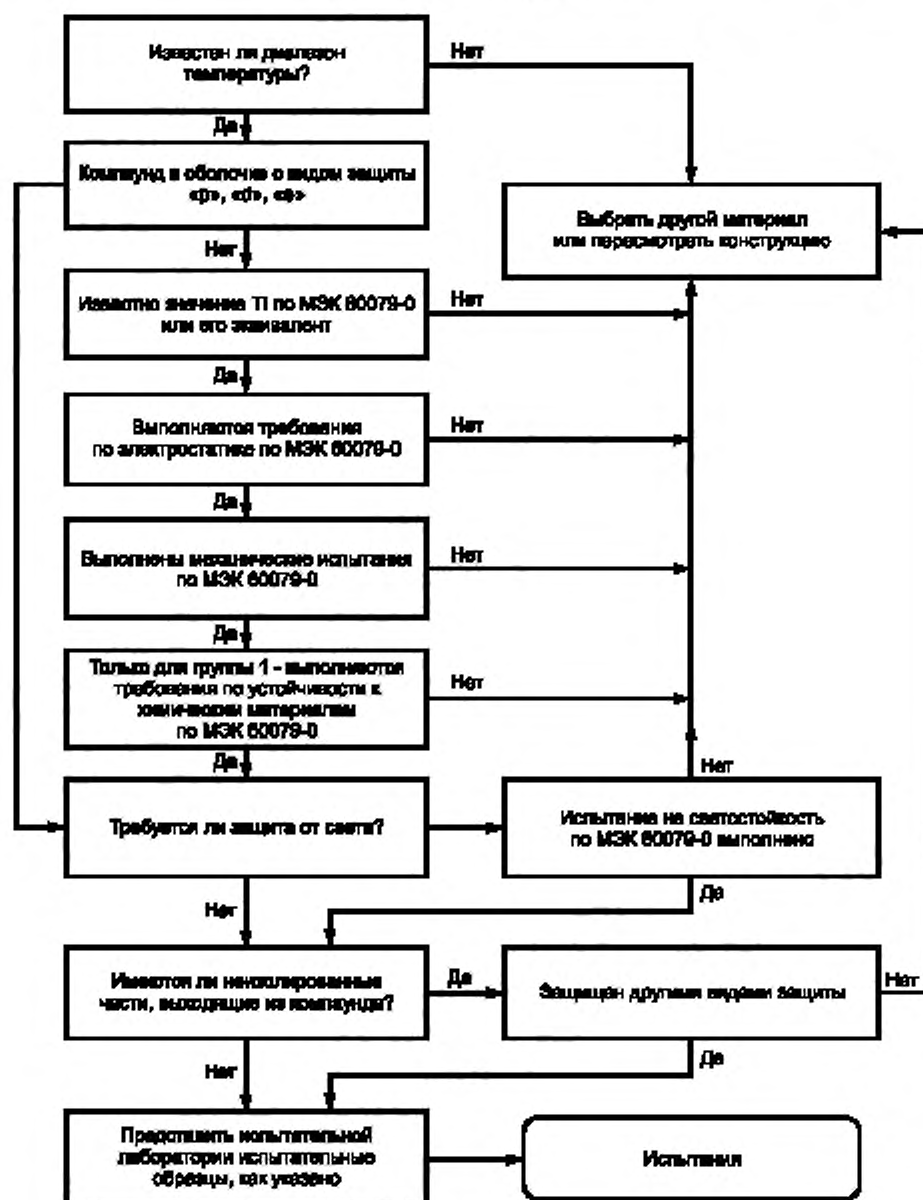 Известен ли диапазон
температуры?
Нет
Да
Компаунд в оболочке с видом защиты
«р», «d», «е»
Выбрать другой материал
или пересмотреть конструкцию
Нет
Известно значение TI по МЭК 60079-0
или его эквивалент
Нет
Да
Выполняются требования
по электростатике по МЭК 60079-0
Нет
Да
Выполнены механические испытания
по МЭК 60079-0
Нет
Да
Только для группы 1 - выполняются
требования по устойчивости к
химическим материалам
по МЭК 60079-0
Нет
Да
Нет
Требуется ли защита от света?
Испытание на светостойкость
по МЭК 60079-0 выполнено
Нет
Да
Имеются ли неизолированные
части, выходящие из компаунда?
Да
Защищен другими видами защиты
Нет
Нет
Да
Представить испытательной
лаборатории испытательные
образцы, как указано
Испытания